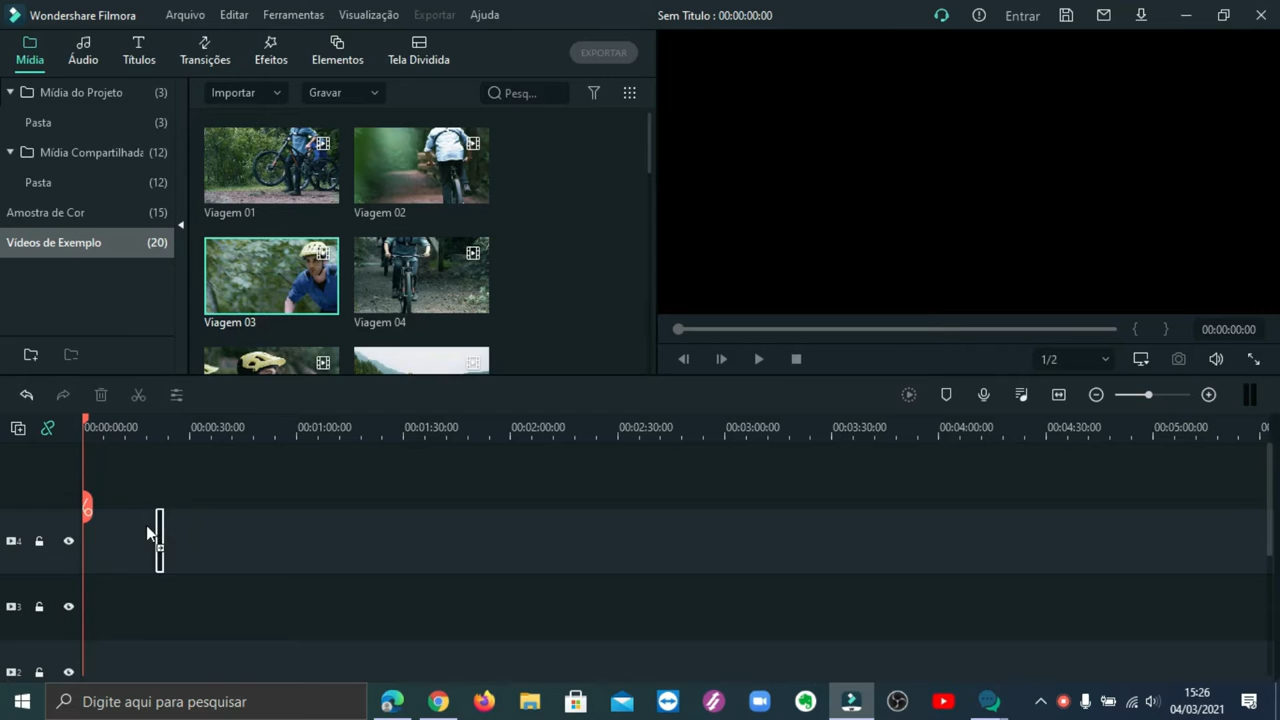 Wondershare Filmora
Arquivo
Editar
Ferramentas
Visualização
Exportar
Ajuda
Sem Titulo : 00:00:00:00
Entrar
Mídia
Áudio
Títulos
Transições
Efeitos
Elementos
Tela Dividida
EXPORTAR
Mídia do Projeto (3)
Pasta (3)
Mídia Compartilhada (12)
Pasta (12)
Amostra de Cor (15)
Vídeos de Exemplo (20)
Importar
Gravar
Pesq...
Viagem 01
Viagem 02
Viagem 03
Viagem 04
00:00:00:00
1/2
00:00:00:00
00:00:30:00
00:01:00:00
00:01:30:00
00:02:00:00
00:02:30:00
00:03:00:00
00:03:30:00
00:04:00:00
00:04:30:00
00:05:00:00
4
3
2
Digite aqui para pesquisar
15:26
04/03/2021